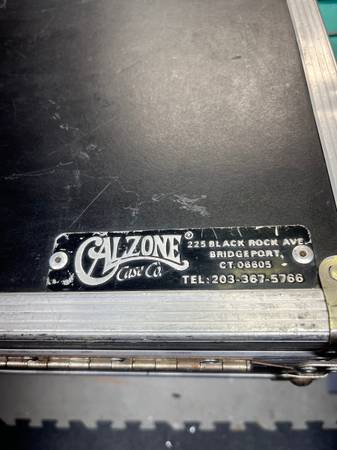 CALZONE®
Case Co.
225 BLACK ROCK AVE
BRIDGEPORT,
CT. 06605
TEL: 203-367-5766